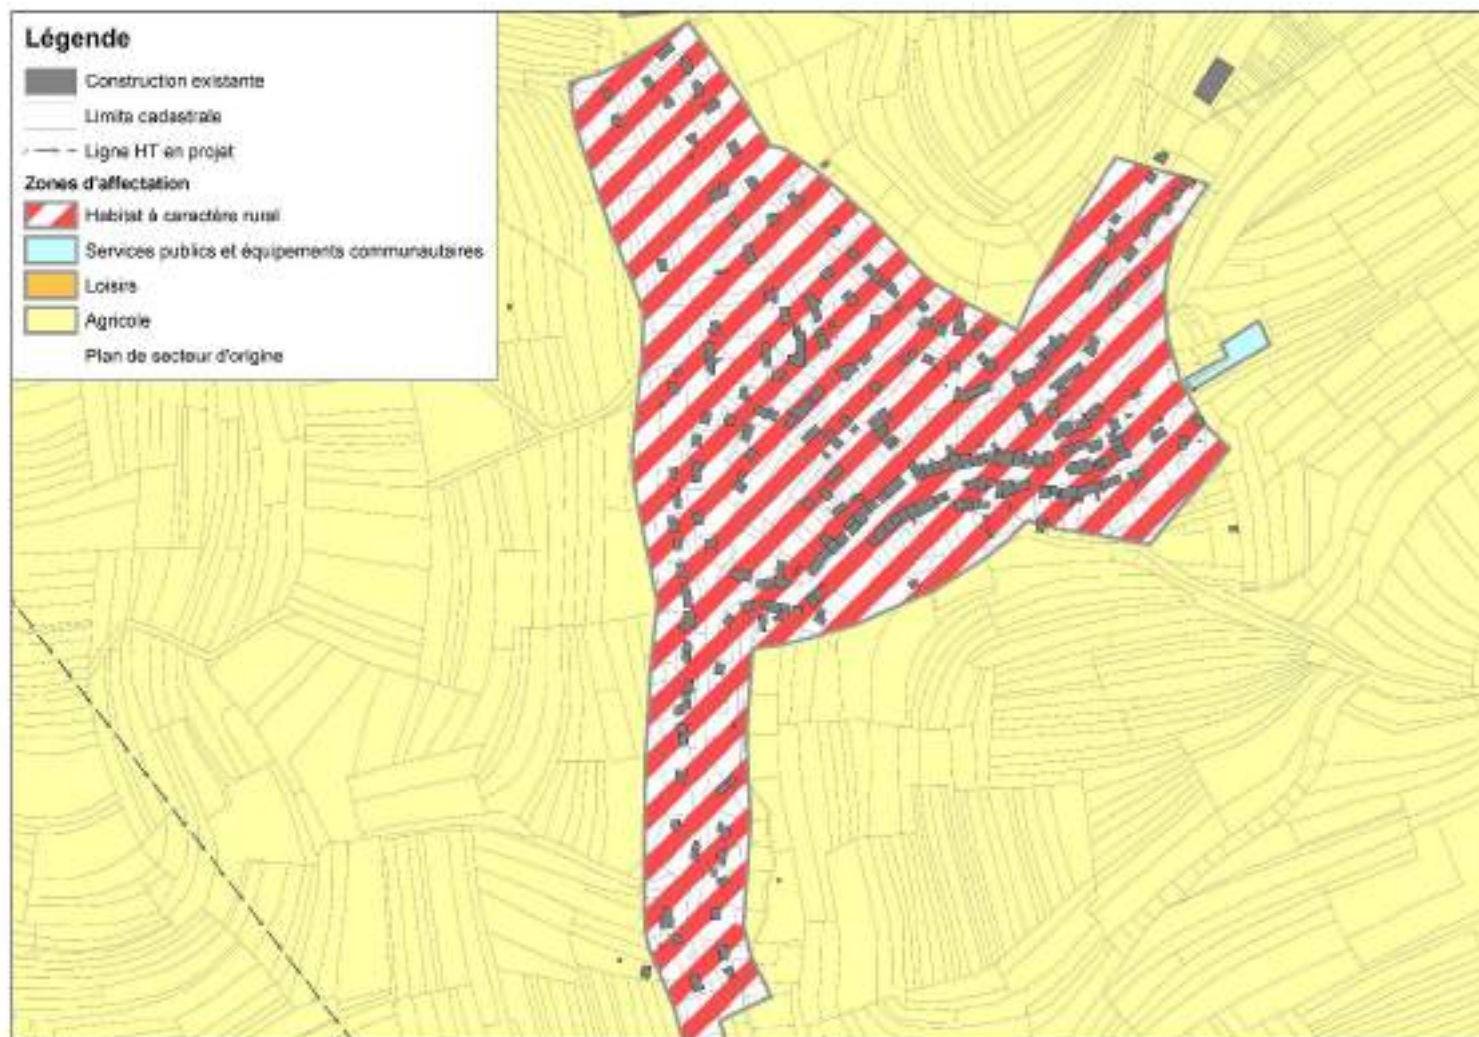 Légende
Construction existante
Limite cadastrale
Ligne HT en projet
Zones d'affectation
Habitat à caractère rural
Services publics et équipements communautaires
Loisirs
Agricole
Plan de secteur d'origine